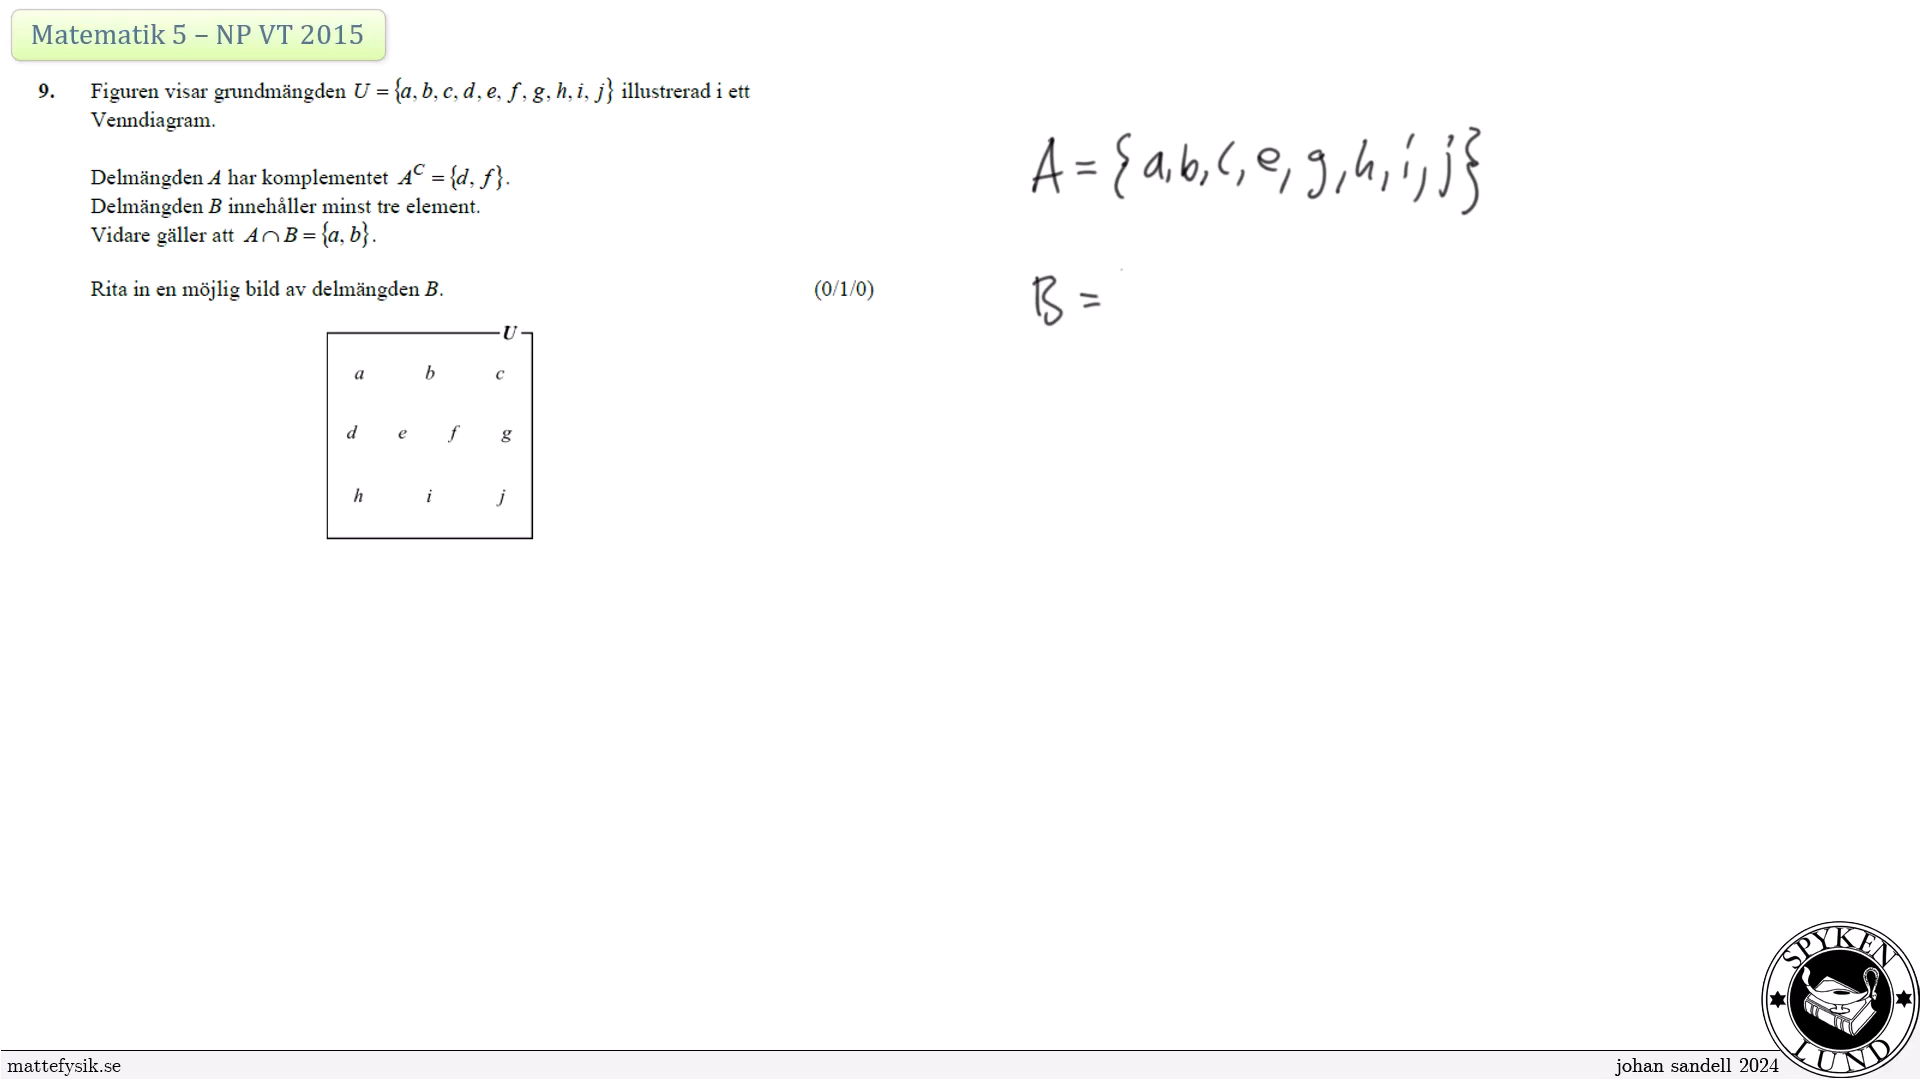 Matematik 5 – NP VT 2015
9. Figuren visar grundmängden U = {a, b, c, d, e, f, g, h, i, j} illustrerad i ett
Venndiagram.
Delmängden A har komplementet A^C = {d, f}.
Delmängden B innehåller minst tre element.
Vidare gäller att A ∩ B = {a, b}.
Rita in en möjlig bild av delmängden B. (0/1/0)
U
a b c
d e f g
h i j
A = {a, b, c, e, g, h, i, j}
B =
SPYKEN
LUND
mattefysik.se
johan sandell 2024